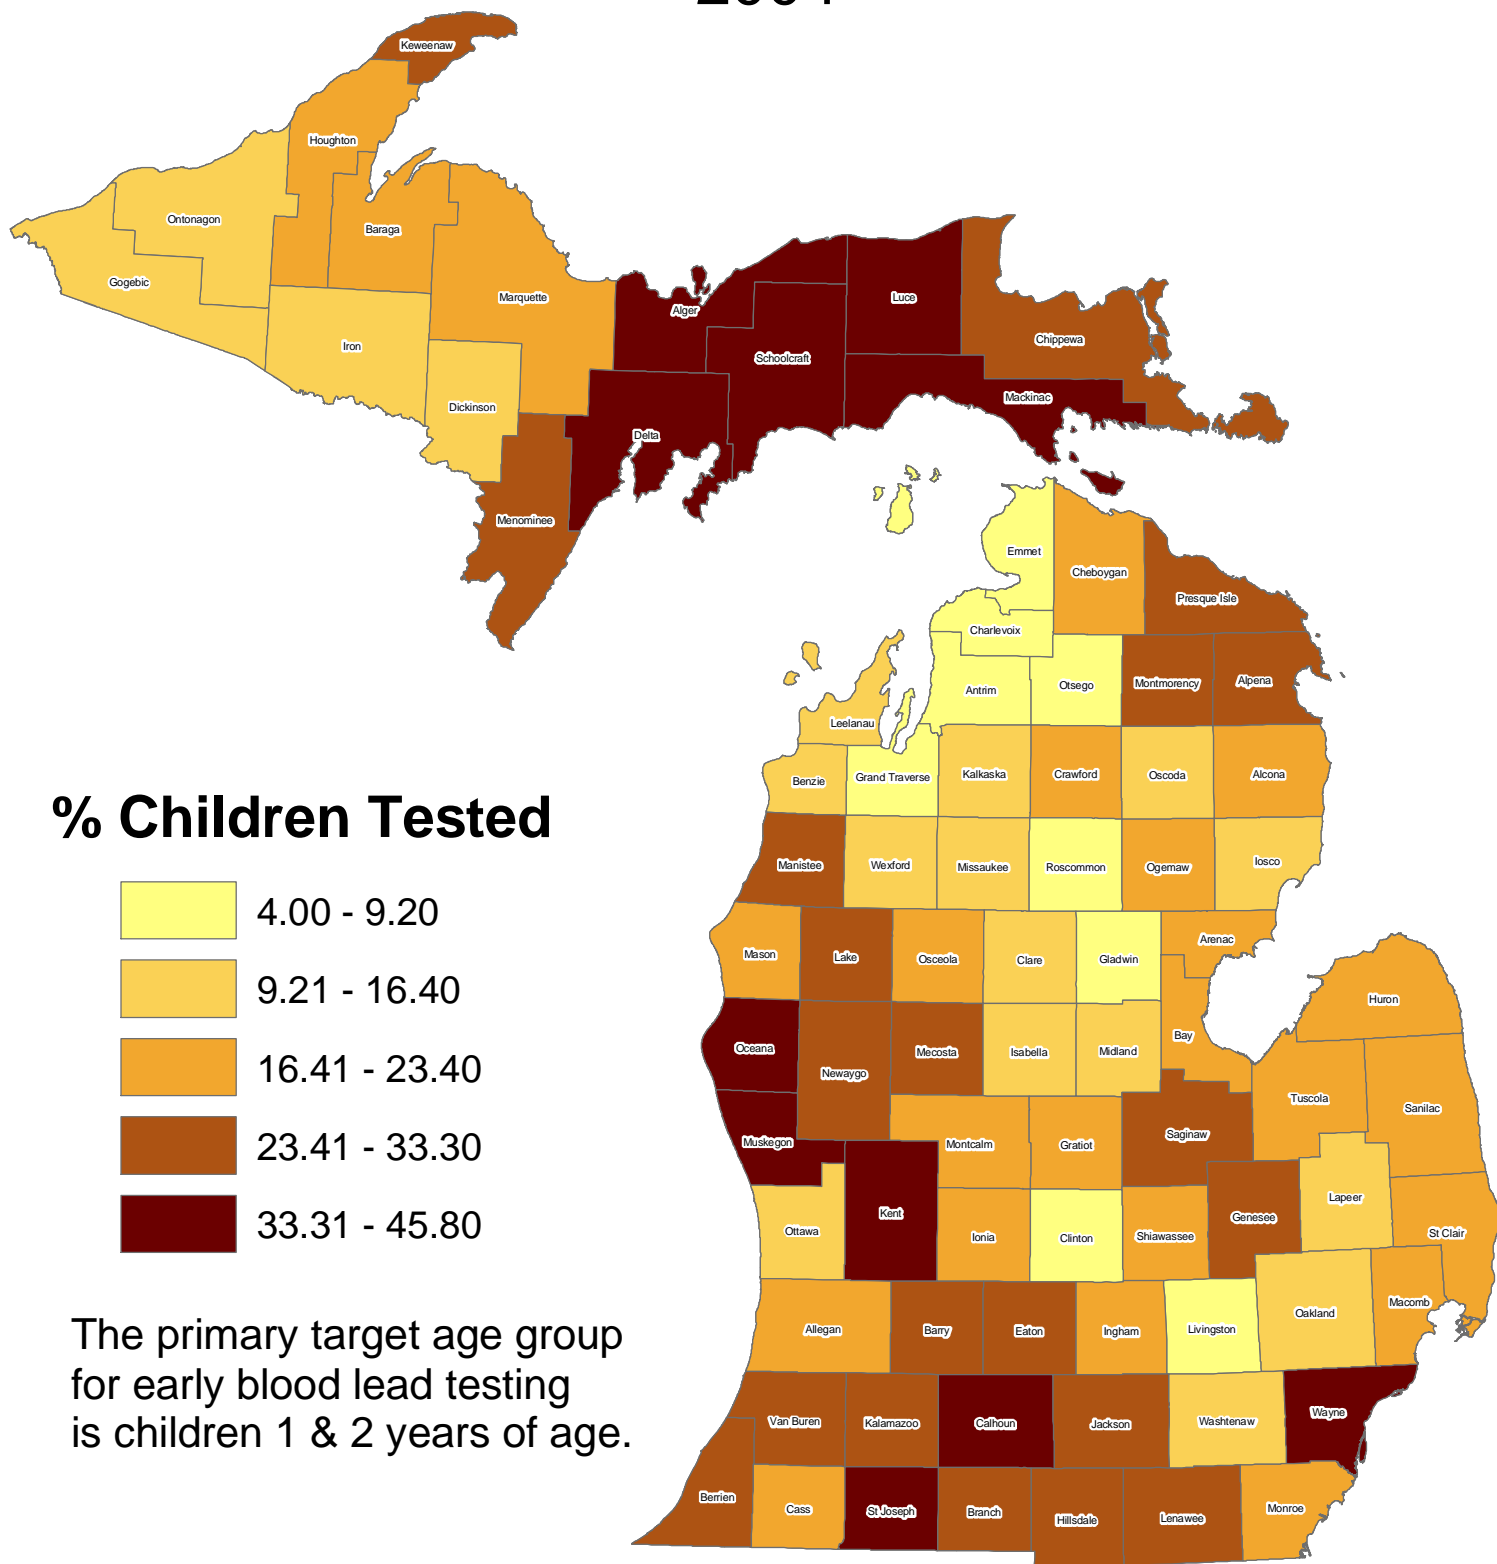 Keweenaw
Houghton
Ontonagon
Baraga
Gogebic
Marquette
Luce
Alger
Iron
Chippewa
Schoolcraft
Mackinac
Dickinson
Delta
Menominee
Emmet
Cheboygan
Presque Isle
Charlevoix
Antrim
Otsego
Montmorency
Alpena
Leelanau
Benzie
Grand Traverse
Kalkaska
Crawford
Oscoda
Alcona
% Children Tested
Manistee
Wexford
Missaukee
Roscommon
Ogemaw
Iosco
4.00 - 9.20
Mason
Lake
Osceola
Clare
Gladwin
Arenac
9.21 - 16.40
Huron
Oceana
Newaygo
Mecosta
Isabella
Midland
Bay
16.41 - 23.40
Tuscola
Sanilac
Muskegon
Montcalm
Gratiot
Saginaw
23.41 - 33.30
Ottawa
Kent
Ionia
Clinton
Shiawassee
Genesee
Lapeer
St Clair
33.31 - 45.80
Allegan
Barry
Eaton
Ingham
Livingston
Oakland
Macomb
The primary target age group
for early blood lead testing
is children 1 & 2 years of age.
Van Buren
Kalamazoo
Calhoun
Jackson
Washtenaw
Wayne
Berrien
Cass
St Joseph
Branch
Hillsdale
Lenawee
Monroe